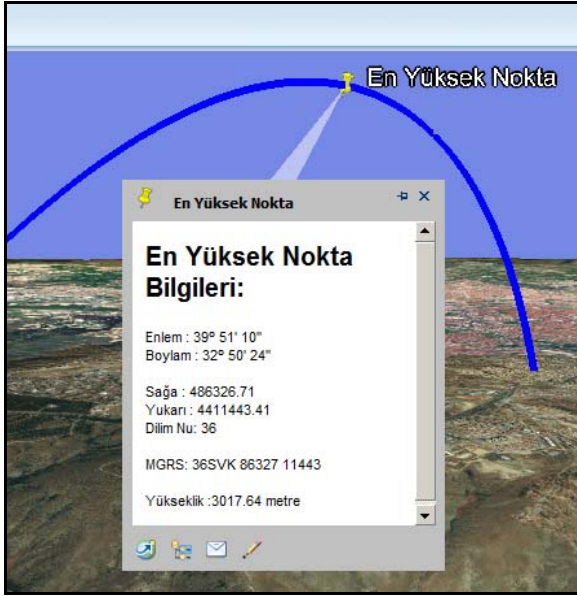 En Yüksek Nokta
En Yüksek Nokta
En Yüksek Nokta
Bilgileri:
Enlem : 39º 51' 10"
Boylam : 32º 50' 24"
Sağa : 486326.71
Yukarı : 4411443.41
Dilim Nu: 36
MGRS: 36SVK 86327 11443
Yükseklik :3017.64 metre